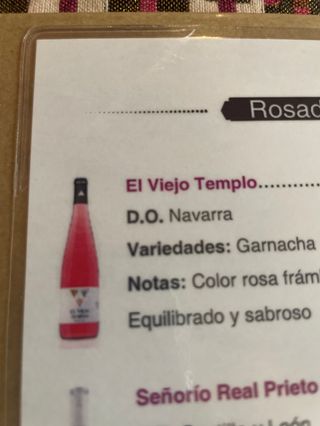 Rosad
El Viejo Templo
D.O. Navarra
Variedades: Garnacha
Notas: Color rosa frám
Equilibrado y sabroso
Señorío Real Prieto